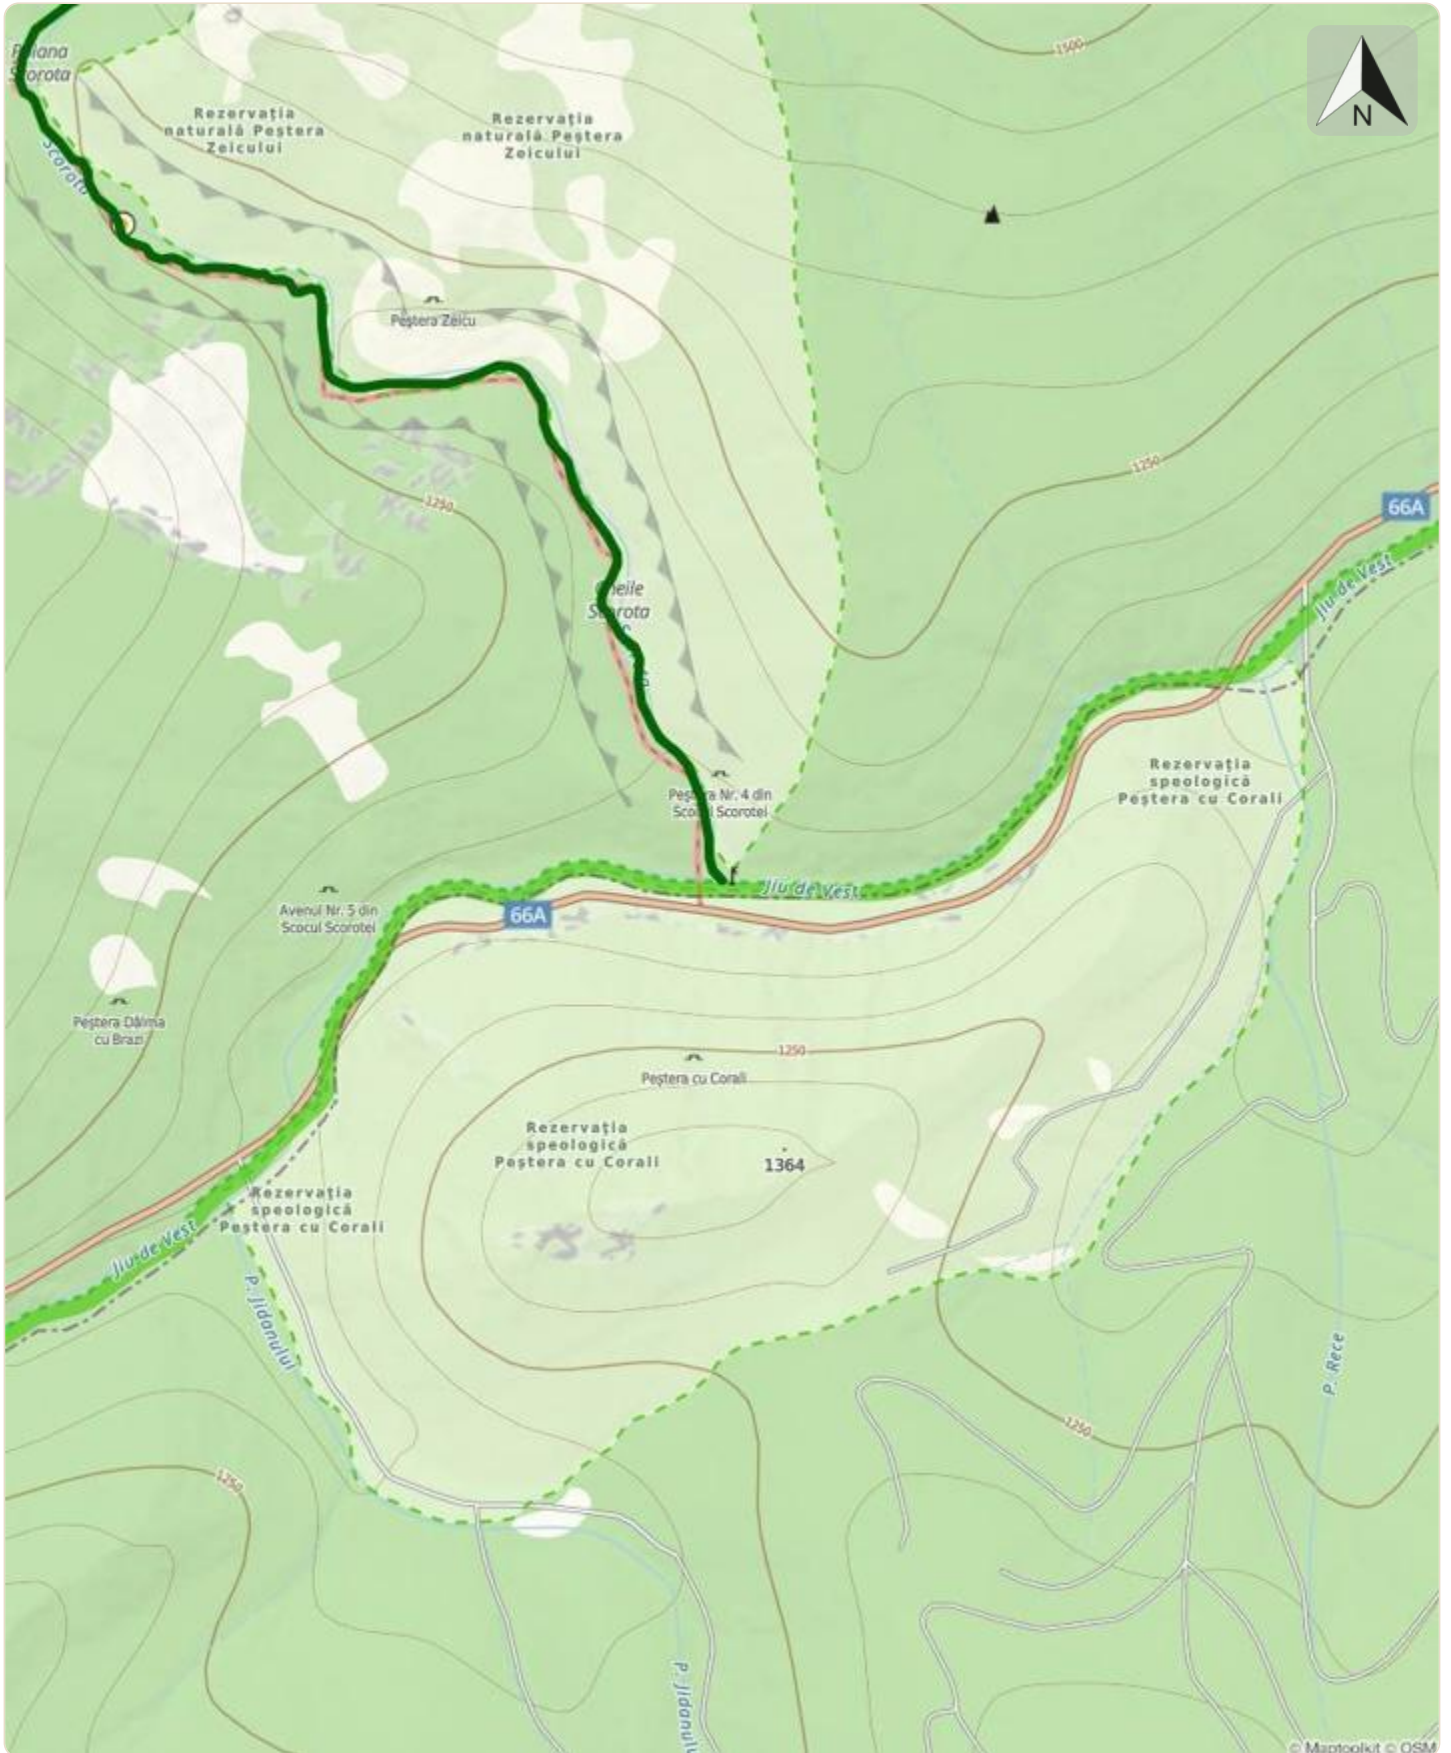 1500
N
Poiana
Scorota
Rezervația
naturală Peștera
Zeicului
Rezervația
naturală Peștera
Zeicului
Scorota
Peștera Zeicu
1250
1250
66A
Jiu de Vest
Cheile
Scorota
Rezervația
speologică
Peștera cu Corali
Peștera Nr. 4 din
Scocul Scorotei
Jiu de Vest
66A
Avenul Nr. 5 din
Scocul Scorotei
Peștera Dâlma
cu Brazi
1250
Peștera cu Corali
Rezervația
speologică
Peștera cu Corali
1364
Rezervația
speologică
Peștera cu Corali
Jiu de Vest
P. Jidanului
P. Rece
1250
1250
P. Jidanulu
© Maptoolkit © OSM